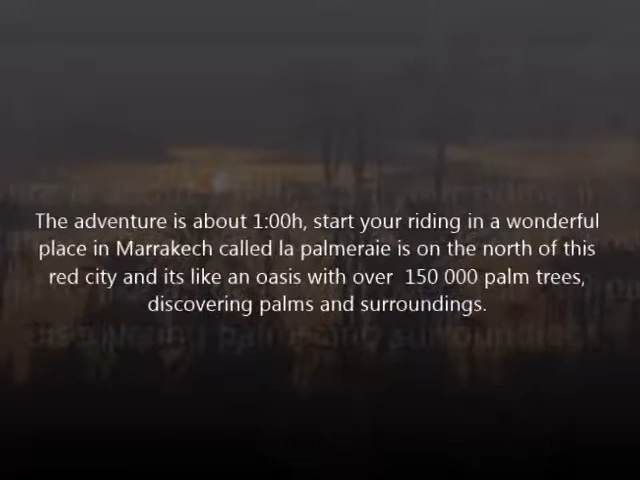 The adventure is about 1:00h, start your riding in a wonderful
place in Marrakech called la palmeraie is on the north of this
red city and its like an oasis with over  150 000 palm trees,
discovering palms and surroundings.